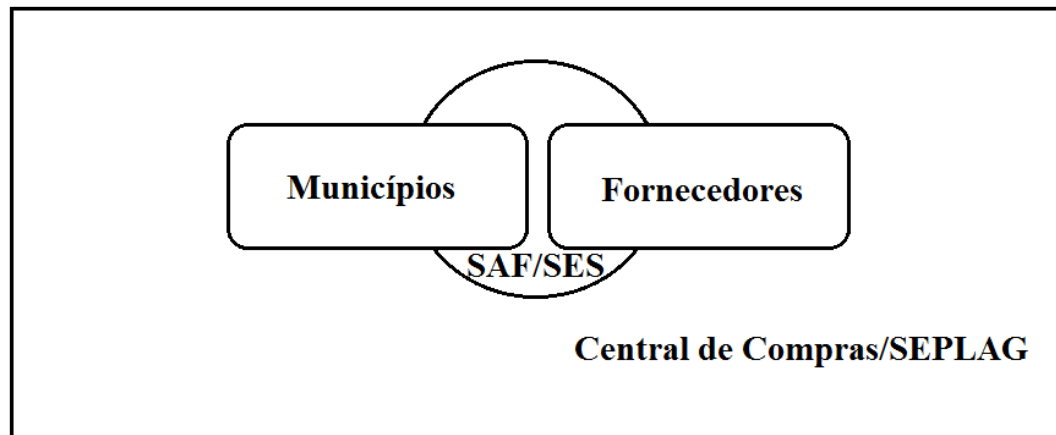 Municípios
Fornecedores
SAF/SES
Central de Compras/SEPLAG